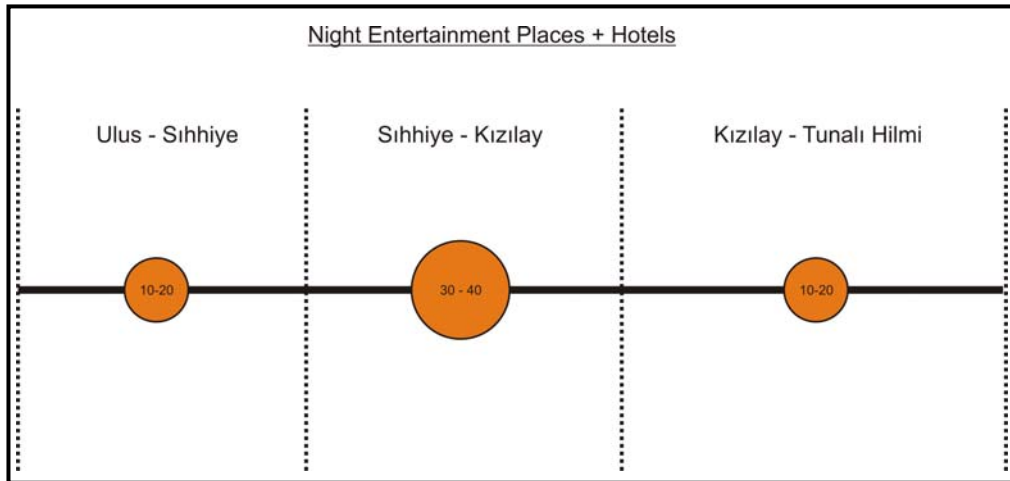 Night Entertainment Places + Hotels
Ulus - Sıhhiye
Sıhhiye - Kızılay
Kızılay - Tunalı Hilmi
10-20
30 - 40
10-20